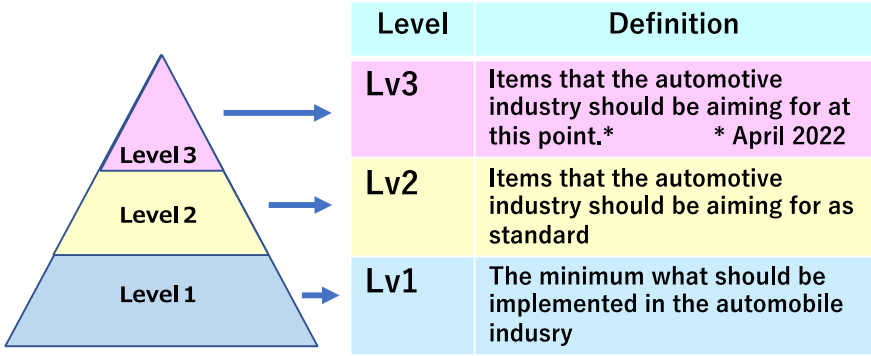 Level 3
Level 2
Level 1
Level Definition
Lv3
Items that the automotive
industry should be aiming for at
this point.* * April 2022
Lv2
Items that the automotive
industry should be aiming for as
standard
Lv1
The minimum what should be
implemented in the automobile
indusry